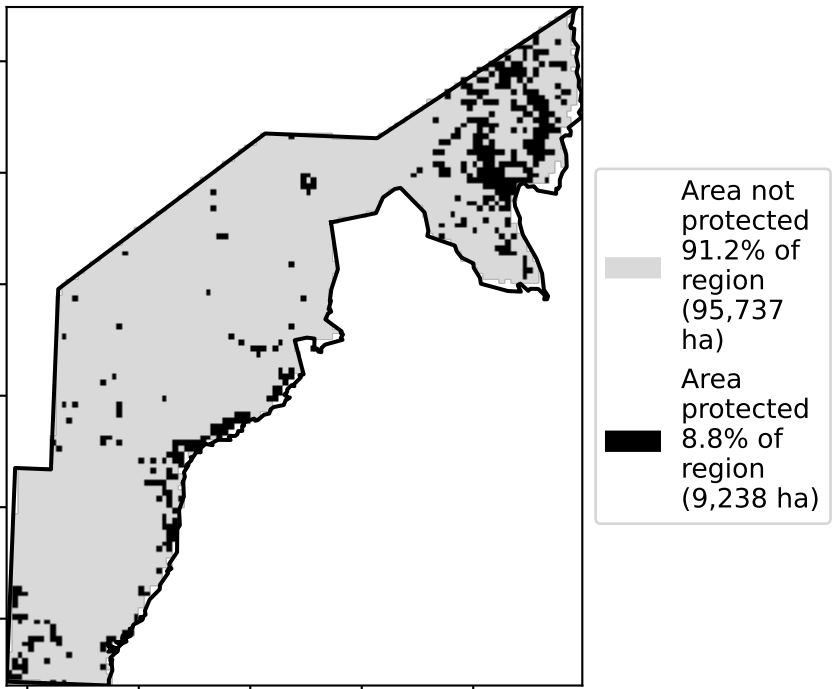 Area not
protected
91.2% of
region
(95,737
ha)
Area
protected
8.8% of
region
(9,238 ha)